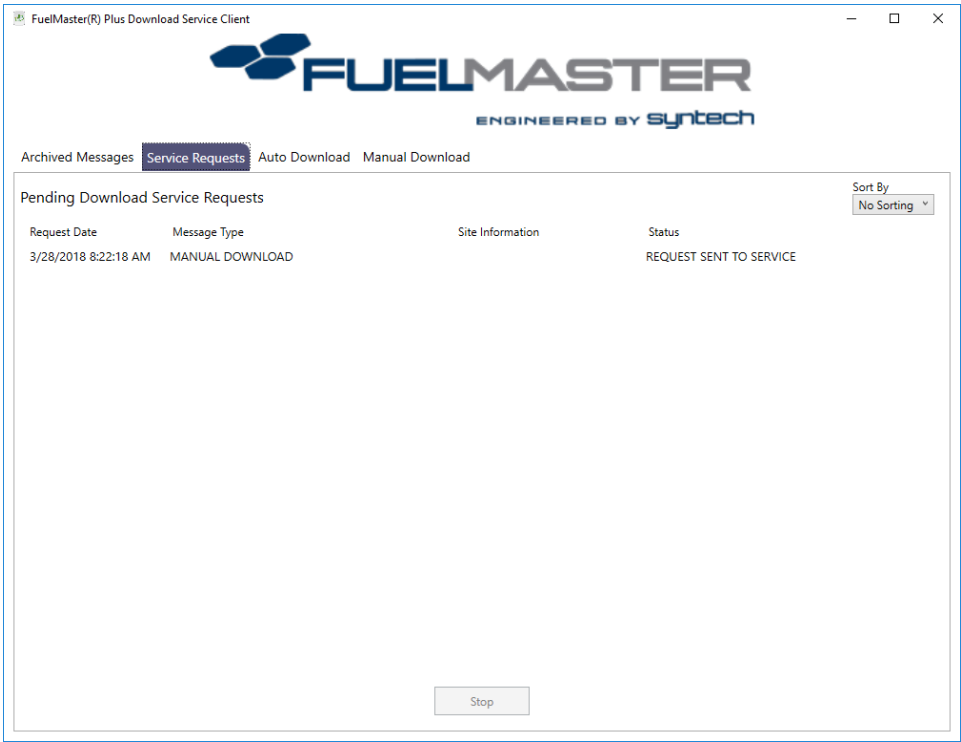 FuelMaster(R) Plus Download Service Client
FUELMASTER
ENGINEERED BY syntech
Archived Messages Service Requests Auto Download Manual Download
Sort By
Pending Download Service Requests
No Sorting
Request Date Message Type Site Information Status
3/28/2018 8:22:18 AM MANUAL DOWNLOAD REQUEST SENT TO SERVICE
Stop